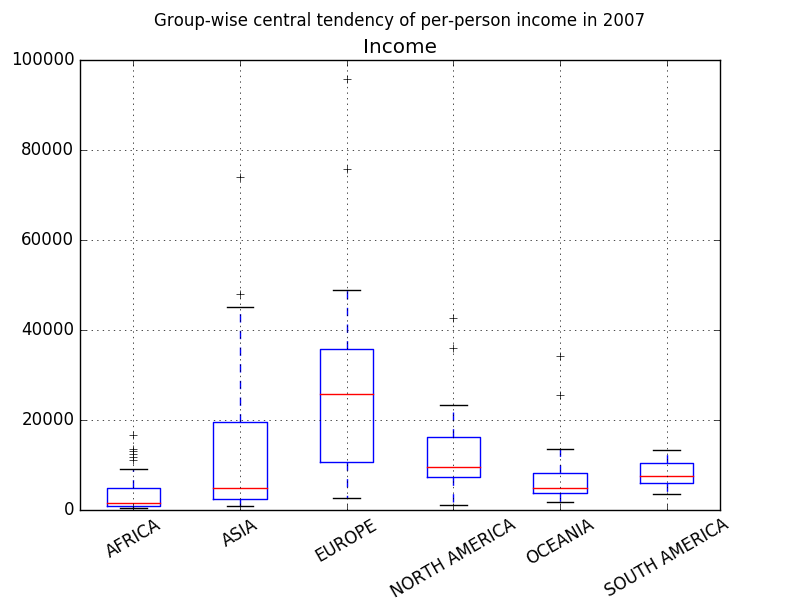 Group-wise central tendency of per-person income in 2007
Income
100000
80000
60000
40000
20000
0
AFRICA
ASIA
EUROPE
NORTH AMERICA
OCEANIA
SOUTH AMERICA